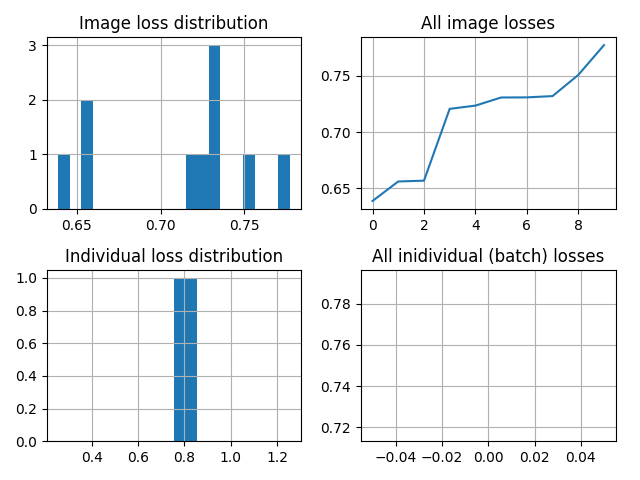 Image loss distribution
3
2
1
0
0.65 0.70 0.75
All image losses
0.75
0.70
0.65
0 2 4 6 8
Individual loss distribution
1.0
0.8
0.6
0.4
0.2
0.0
0.4 0.6 0.8 1.0 1.2
All inidividual (batch) losses
0.78
0.76
0.74
0.72
−0.04 −0.02 0.00 0.02 0.04